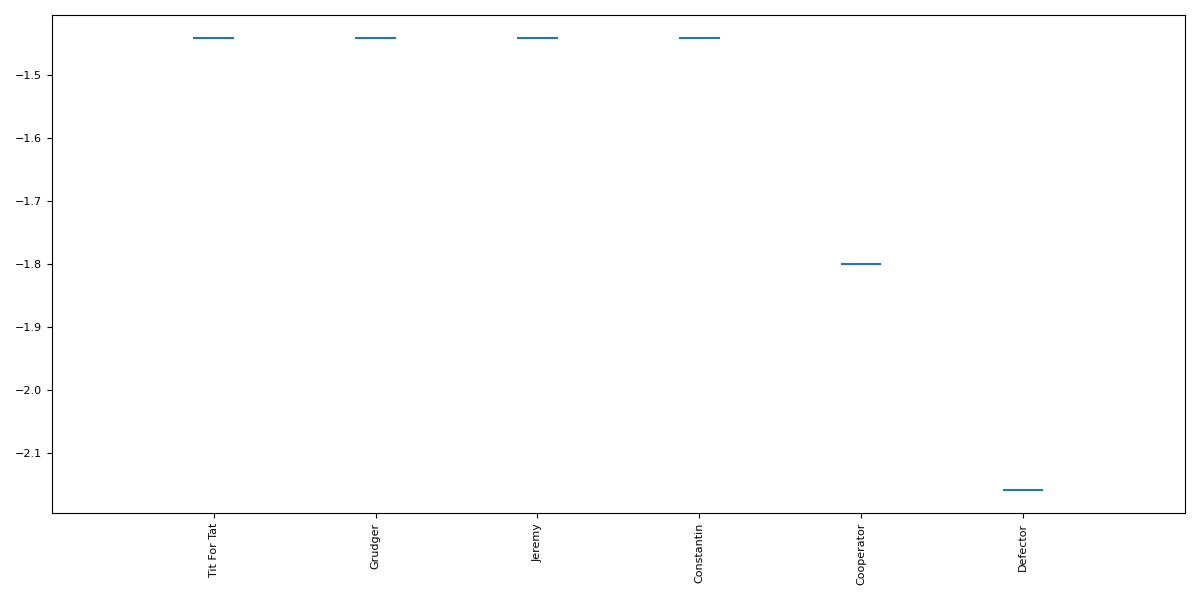 −1.5
−1.6
−1.7
−1.8
−1.9
−2.0
−2.1
Tit For Tat
Grudger
Jeremy
Constantin
Cooperator
Defector